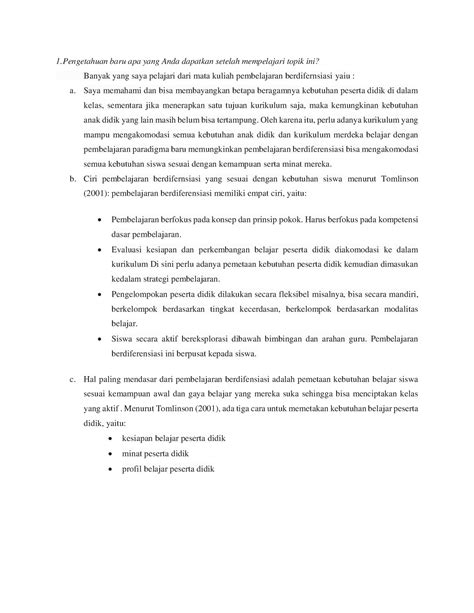 1.Pengetahuan baru apa yang Anda dapatkan setelah mempelajari topik ini?
Banyak yang saya pelajari dari mata kuliah pembelajaran berdifernsiasi yaiu :
a. Saya memahami dan bisa membayangkan betapa beragamnya kebutuhan peserta didik di dalam
kelas, sementara jika menerapkan satu tujuan kurikulum saja, maka kemungkinan kebutuhan
anak didik yang lain masih belum bisa tertampung. Oleh karena itu, perlu adanya kurikulum yang
mampu mengakomodasi semua kebutuhan anak didik dan kurikulum merdeka belajar dengan
pembelajaran paradigma baru memungkinkan pembelajaran berdiferensiasi bisa mengakomodasi
semua kebutuhan siswa sesuai dengan kemampuan serta minat mereka.
b. Ciri pembelajaran berdifernsiasi yang sesuai dengan kebutuhan siswa menurut Tomlinson
(2001): pembelajaran berdiferensiasi memiliki empat ciri, yaitu:
• Pembelajaran berfokus pada konsep dan prinsip pokok. Harus berfokus pada kompetensi
dasar pembelajaran.
• Evaluasi kesiapan dan perkembangan belajar peserta didik diakomodasi ke dalam
kurikulum Di sini perlu adanya pemetaan kebutuhan peserta didik kemudian dimasukan
kedalam strategi pembelajaran.
• Pengelompokan peserta didik dilakukan secara fleksibel misalnya, bisa secara mandiri,
berkelompok berdasarkan tingkat kecerdasan, berkelompok berdasarkan modalitas
belajar.
• Siswa secara aktif bereksplorasi dibawah bimbingan dan arahan guru. Pembelajaran
berdiferensiasi ini berpusat kepada siswa.
c. Hal paling mendasar dari pembelajaran berdifensiasi adalah pemetaan kebutuhan belajar siswa
sesuai kemampuan awal dan gaya belajar yang mereka suka sehingga bisa menciptakan kelas
yang aktif . Menurut Tomlinson (2001), ada tiga cara untuk memetakan kebutuhan belajar peserta
didik, yaitu:
• kesiapan belajar peserta didik
• minat peserta didik
• profil belajar peserta didik